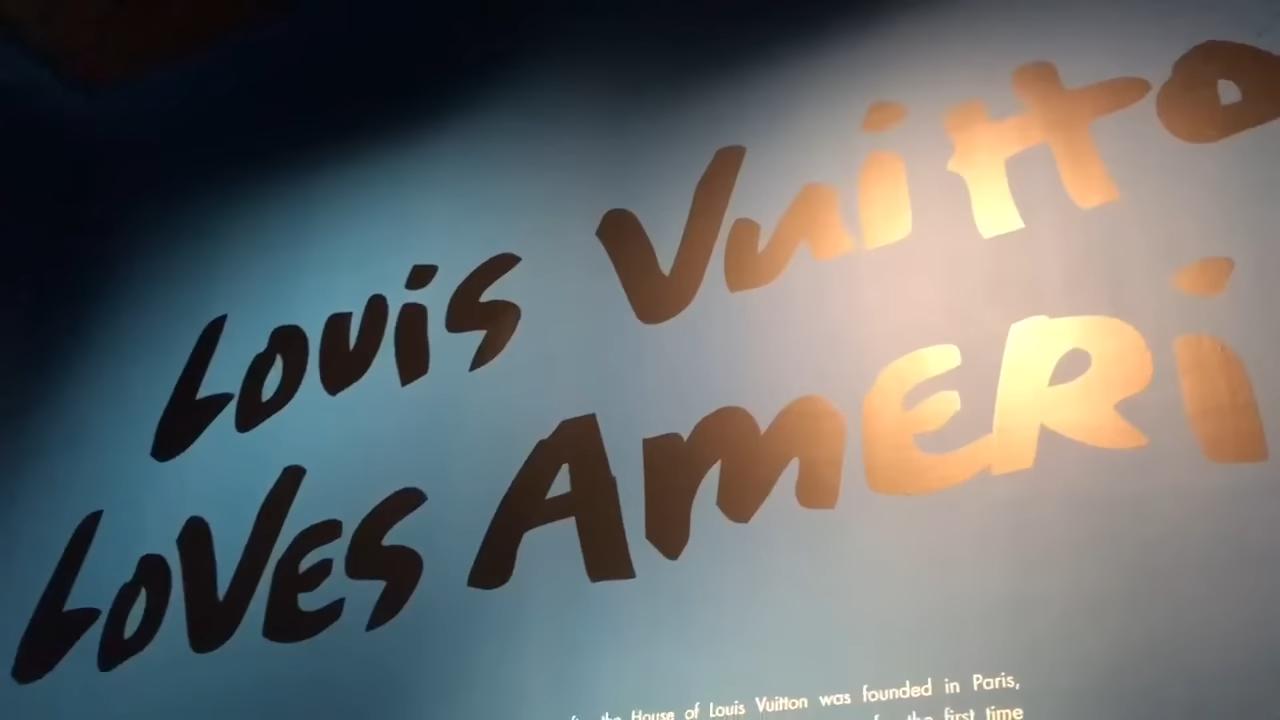 Louis Vuitto
Loves Ameri
the House of Louis Vuitton was founded in Paris,
the first time